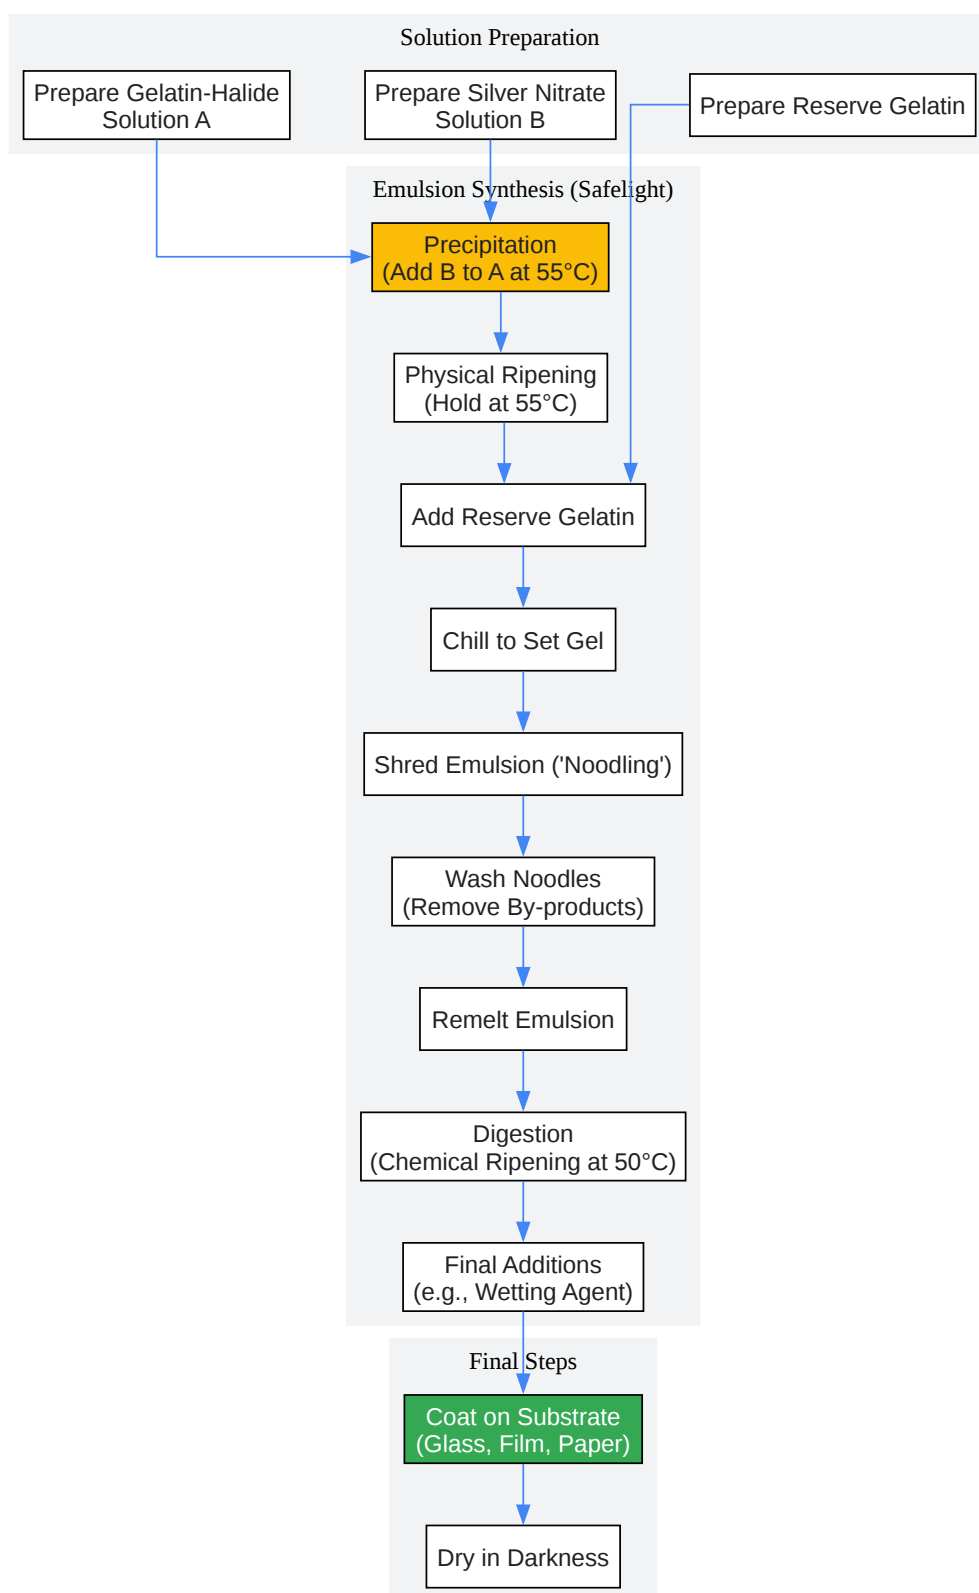 Solution Preparation
Prepare Gelatin-Halide
Solution A
Prepare Silver Nitrate
Solution B
Prepare Reserve Gelatin
Emulsion Synthesis (Safelight)
Precipitation
(Add B to A at 55°C)
Physical Ripening
(Hold at 55°C)
Add Reserve Gelatin
Chill to Set Gel
Shred Emulsion ('Noodling')
Wash Noodles
(Remove By-products)
Remelt Emulsion
Digestion
(Chemical Ripening at 50°C)
Final Additions
(e.g., Wetting Agent)
Final Steps
Coat on Substrate
(Glass, Film, Paper)
Dry in Darkness